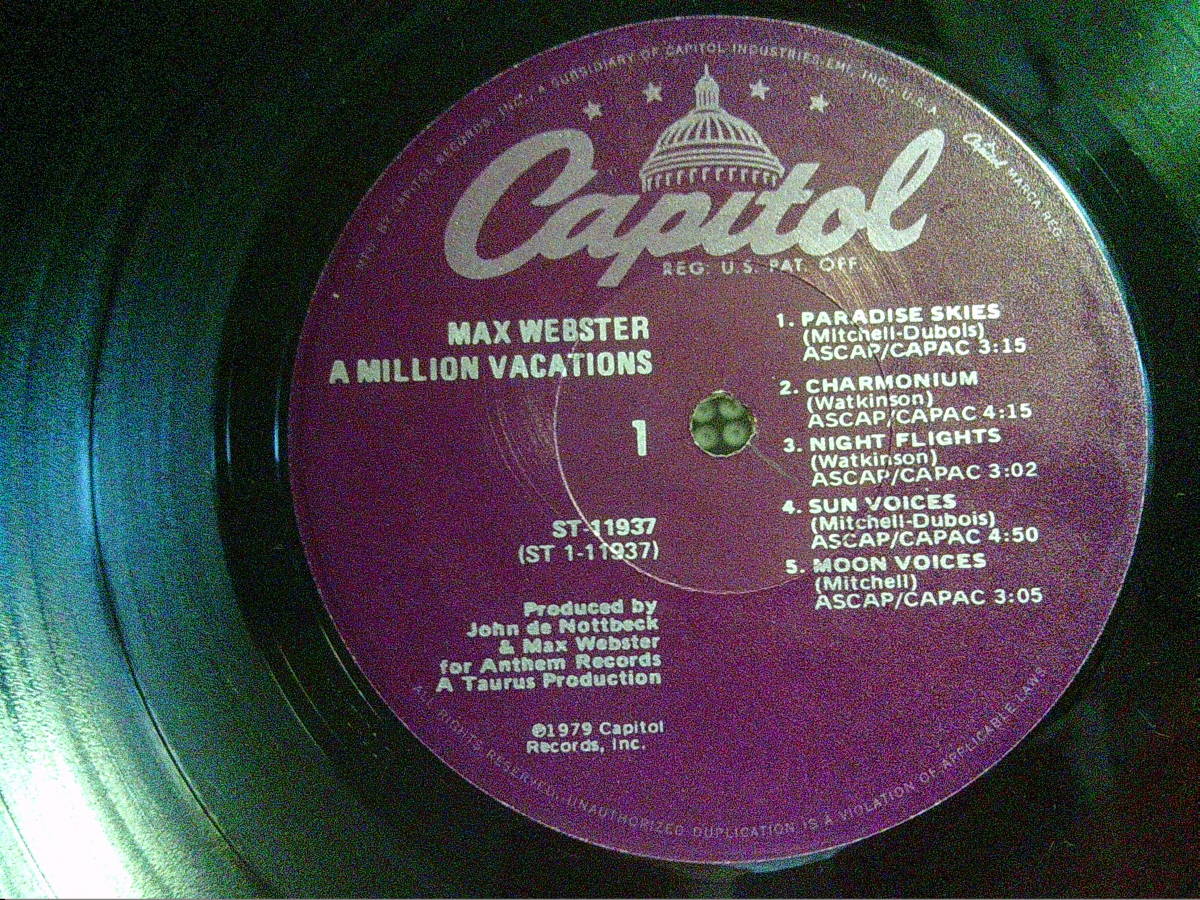 MFR. BY CAPITOL RECORDS, INC., A SUBSIDIARY OF CAPITOL INDUSTRIES-EMI, INC., U.S.A.
Capitol MARCA REG.
Capitol
REG. U.S. PAT. OFF.
MAX WEBSTER
A MILLION VACATIONS
1
ST-11937
(ST 1-11937)
Produced by
John de Nottbeck
& Max Webster
for Anthem Records
A Taurus Production
℗1979 Capitol
Records, Inc.
1. PARADISE SKIES
(Mitchell-Dubois)
ASCAP/CAPAC 3:15
2. CHARMONIUM
(Watkinson)
ASCAP/CAPAC 4:15
3. NIGHT FLIGHTS
(Watkinson)
ASCAP/CAPAC 3:02
4. SUN VOICES
(Mitchell-Dubois)
ASCAP/CAPAC 4:50
5. MOON VOICES
(Mitchell)
ASCAP/CAPAC 3:05
ALL RIGHTS RESERVED. UNAUTHORIZED DUPLICATION IS A VIOLATION OF APPLICABLE LAWS